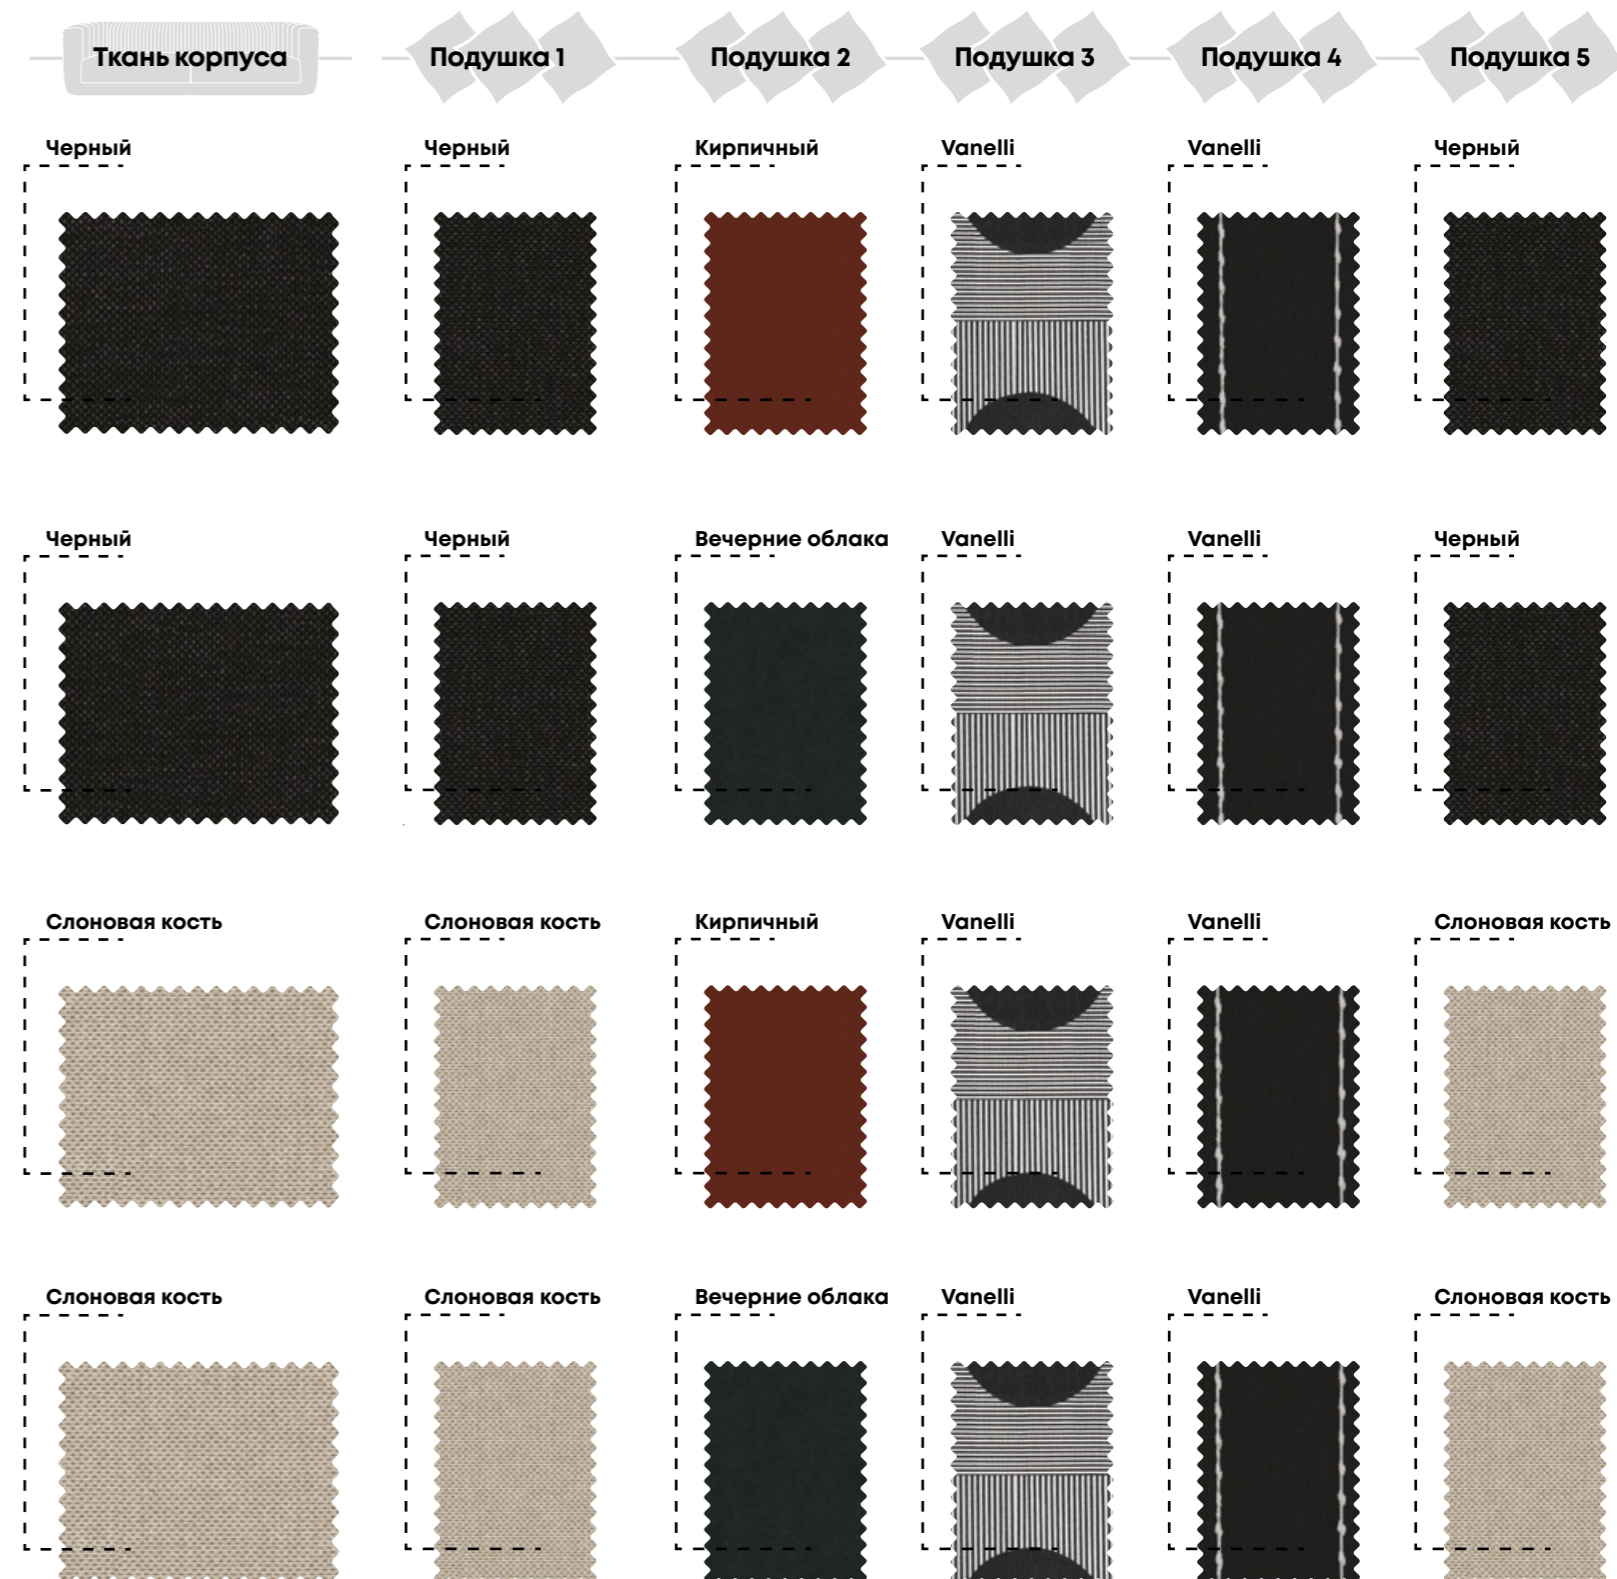 Ткань корпуса
Подушка 1
Подушка 2
Подушка 3
Подушка 4
Подушка 5
Черный
Черный
Кирпичный
Vanelli
Vanelli
Черный
Черный
Черный
Вечерние облака
Vanelli
Vanelli
Черный
Слоновая кость
Слоновая кость
Кирпичный
Vanelli
Vanelli
Слоновая кость
Слоновая кость
Слоновая кость
Вечерние облака
Vanelli
Vanelli
Слоновая кость